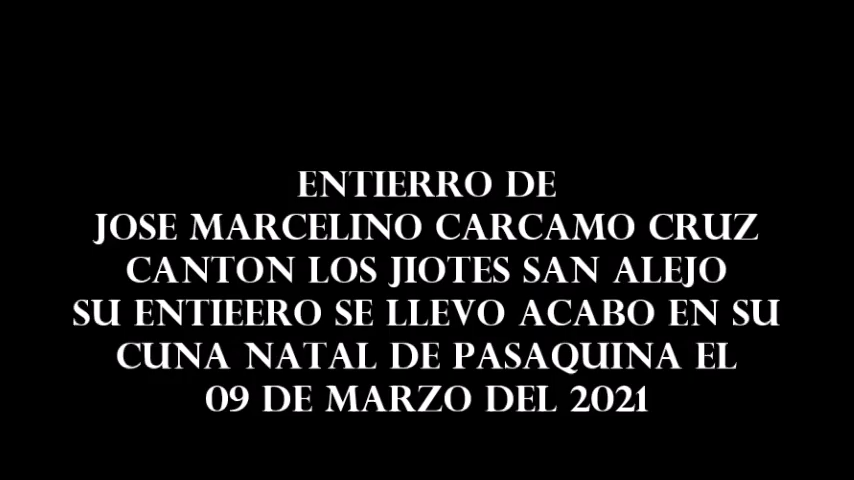 ENTIERRO DE
JOSE MARCELINO CARCAMO CRUZ
CANTON LOS JIOTES SAN ALEJO
SU ENTIEERO SE LLEVO ACABO EN SU
CUNA NATAL DE PASAQUINA EL
09 DE MARZO DEL 2021